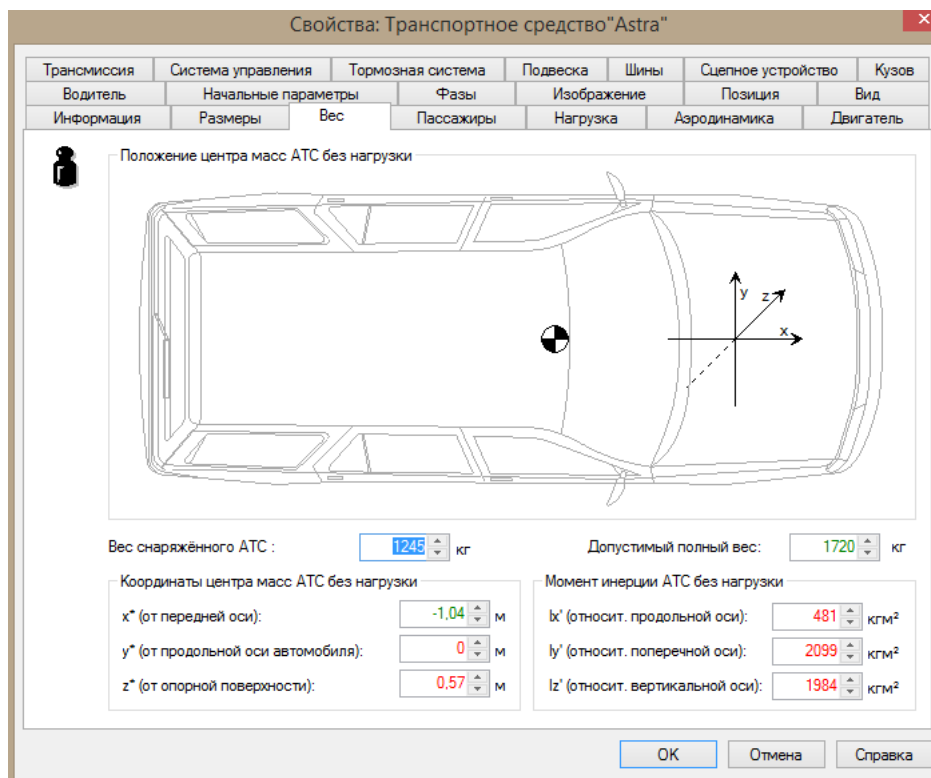 Свойства: Транспортное средство"Astra"
Трансмиссия Система управления Тормозная система Подвеска Шины Сцепное устройство Кузов
Водитель Начальные параметры Фазы Изображение Позиция Вид
Информация Размеры Вес Пассажиры Нагрузка Аэродинамика Двигатель
Положение центра масс АТС без нагрузки
y z
x
Вес снаряжённого АТС : 1245 кг Допустимый полный вес: 1720 кг
Координаты центра масс АТС без нагрузки Момент инерции АТС без нагрузки
x* (от передней оси): -1,04 м Ix' (относит. продольной оси): 481 кгм²
y* (от продольной оси автомобиля): 0 м Iy' (относит. поперечной оси): 2099 кгм²
z* (от опорной поверхности): 0,57 м Iz' (относит. вертикальной оси): 1984 кгм²
OK Отмена Справка